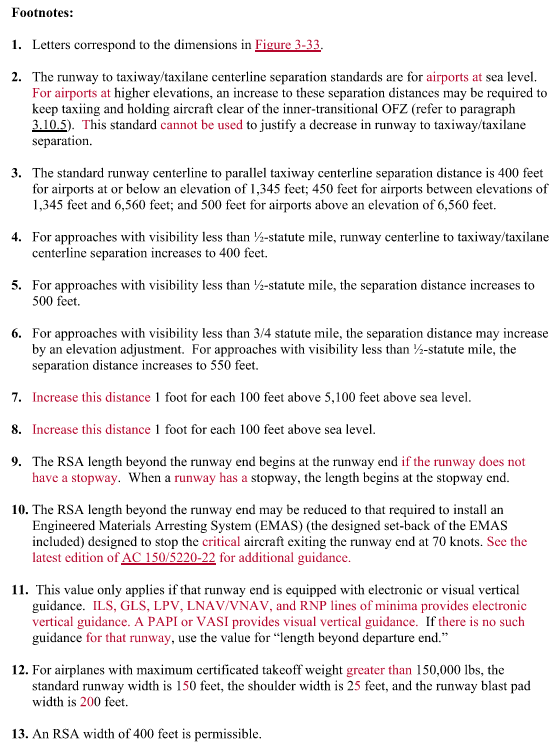 Footnotes:
1. Letters correspond to the dimensions in Figure 3-33.
2. The runway to taxiway/taxilane centerline separation standards are for airports at sea level.
For airports at higher elevations, an increase to these separation distances may be required to
keep taxiing and holding aircraft clear of the inner-transitional OFZ (refer to paragraph
3.10.5). This standard cannot be used to justify a decrease in runway to taxiway/taxilane
separation.
3. The standard runway centerline to parallel taxiway centerline separation distance is 400 feet
for airports at or below an elevation of 1,345 feet; 450 feet for airports between elevations of
1,345 feet and 6,560 feet; and 500 feet for airports above an elevation of 6,560 feet.
4. For approaches with visibility less than ½-statute mile, runway centerline to taxiway/taxilane
centerline separation increases to 400 feet.
5. For approaches with visibility less than ½-statute mile, the separation distance increases to
500 feet.
6. For approaches with visibility less than 3/4 statute mile, the separation distance may increase
by an elevation adjustment. For approaches with visibility less than ½-statute mile, the
separation distance increases to 550 feet.
7. Increase this distance 1 foot for each 100 feet above 5,100 feet above sea level.
8. Increase this distance 1 foot for each 100 feet above sea level.
9. The RSA length beyond the runway end begins at the runway end if the runway does not
have a stopway. When a runway has a stopway, the length begins at the stopway end.
10. The RSA length beyond the runway end may be reduced to that required to install an
Engineered Materials Arresting System (EMAS) (the designed set-back of the EMAS
included) designed to stop the critical aircraft exiting the runway end at 70 knots. See the
latest edition of AC 150/5220-22 for additional guidance.
11. This value only applies if that runway end is equipped with electronic or visual vertical
guidance. ILS, GLS, LPV, LNAV/VNAV, and RNP lines of minima provides electronic
vertical guidance. A PAPI or VASI provides visual vertical guidance. If there is no such
guidance for that runway, use the value for “length beyond departure end.”
12. For airplanes with maximum certificated takeoff weight greater than 150,000 lbs, the
standard runway width is 150 feet, the shoulder width is 25 feet, and the runway blast pad
width is 200 feet.
13. An RSA width of 400 feet is permissible.